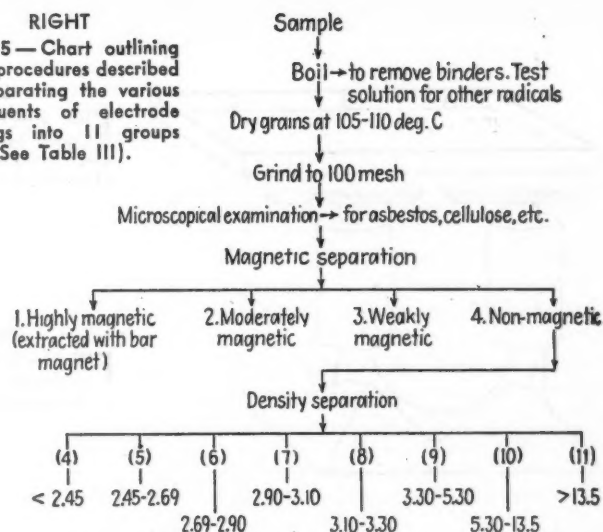 RIGHT
5—Chart outlining
procedures described
parating the various
uents of electrode
gs into 11 groups
See Table III).
Sample
Boil→to remove binders. Test
solution for other radicals
Dry grains at 105-110 deg. C
Grind to 100 mesh
Microscopical examination → for asbestos, cellulose, etc.
Magnetic separation
1. Highly magnetic
(extracted with bar
magnet)
2. Moderately
magnetic
3. Weakly
magnetic
4. Non-magnetic
Density separation
(4) (5) (6) (7) (8) (9) (10) (11)
< 2.45 2.45-2.69 2.90-3.10 3.30-5.30 >13.5
2.69-2.90 3.10-3.30 5.30-13.5